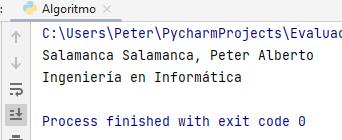 Algoritmo
C:\Users\Peter\PycharmProjects\Evaluac
Salamanca Salamanca, Peter Alberto
Ingeniería en Informática
Process finished with exit code 0